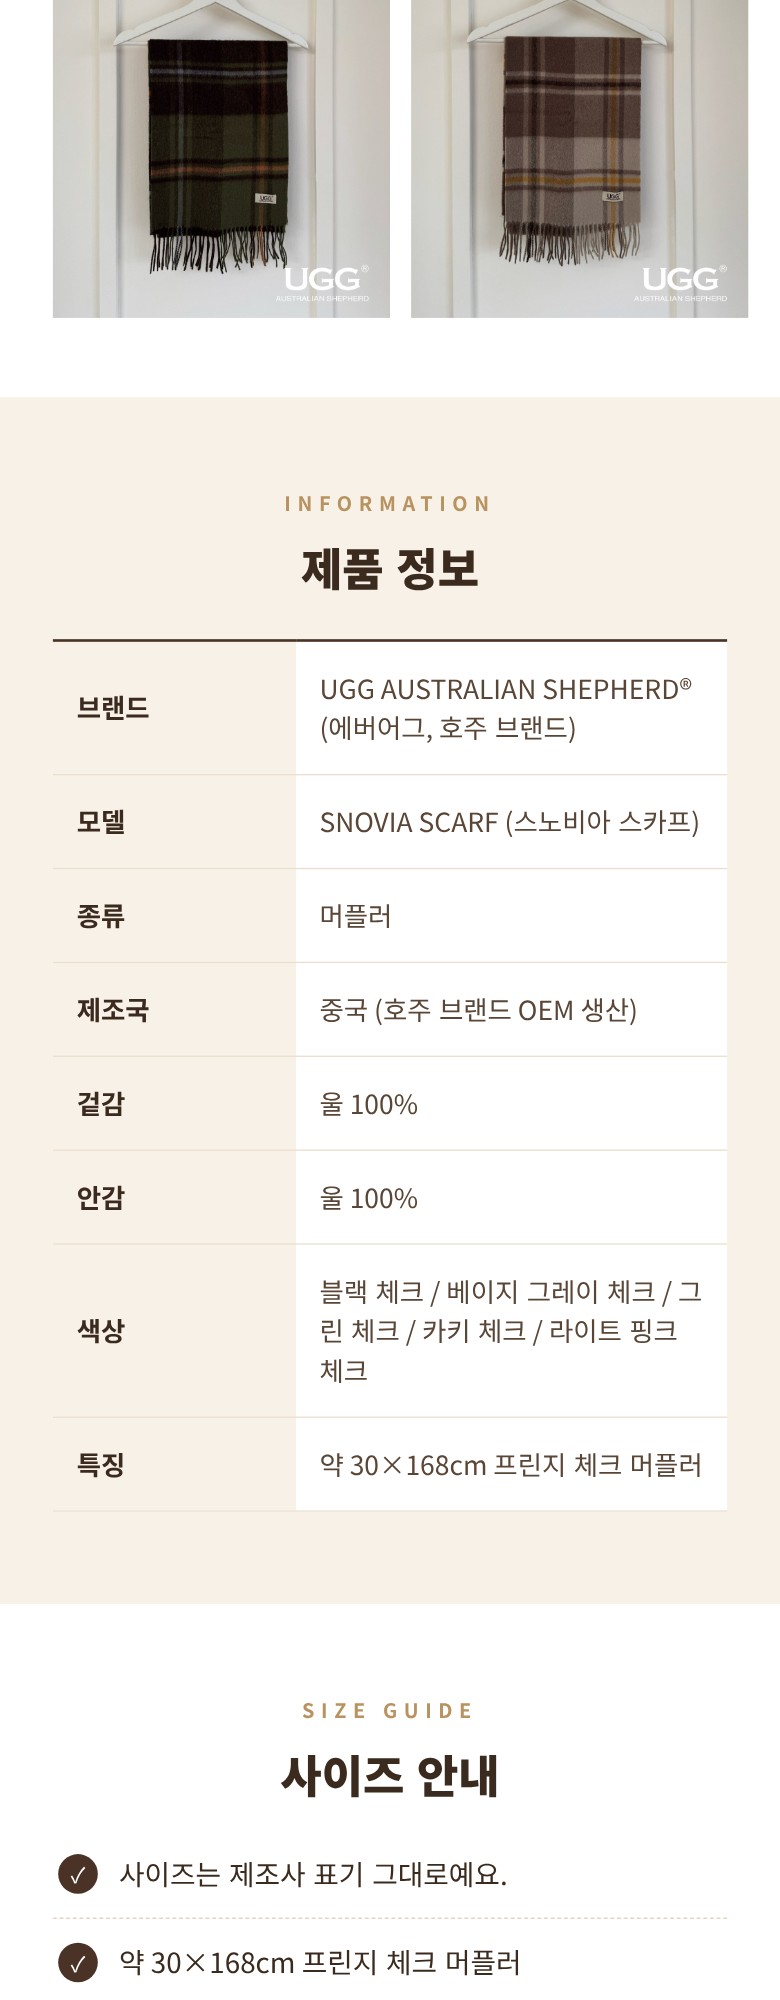 UGG
UGG
UGG®
AUSTRALIAN SHEPHERD
UGG®
AUSTRALIAN SHEPHERD
INFORMATION
제품 정보
브랜드
UGG AUSTRALIAN SHEPHERD®
(에버어그, 호주 브랜드)
모델
SNOVIA SCARF (스노비아 스카프)
종류
머플러
제조국
중국 (호주 브랜드 OEM 생산)
겉감
울 100%
안감
울 100%
색상
블랙 체크 / 베이지 그레이 체크 / 그
린 체크 / 카키 체크 / 라이트 핑크
체크
특징
약 30×168cm 프린지 체크 머플러
SIZE GUIDE
사이즈 안내
사이즈는 제조사 표기 그대로예요.
약 30×168cm 프린지 체크 머플러